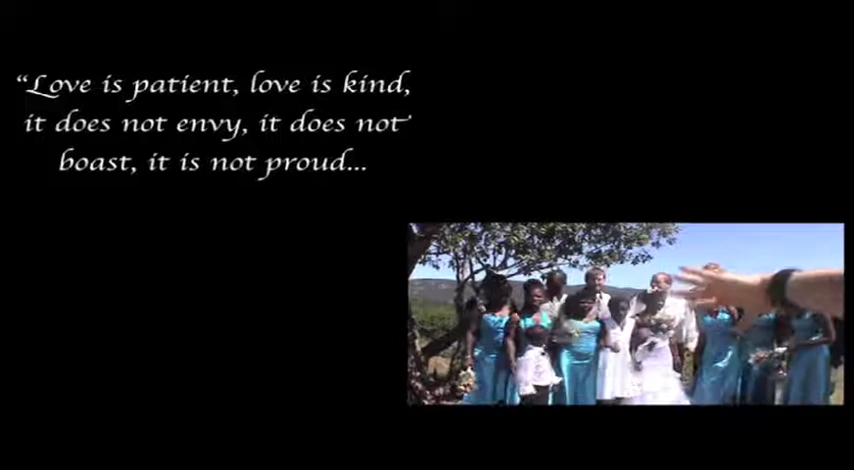 “Love is patient, love is kind,
it does not envy, it does not
boast, it is not proud...